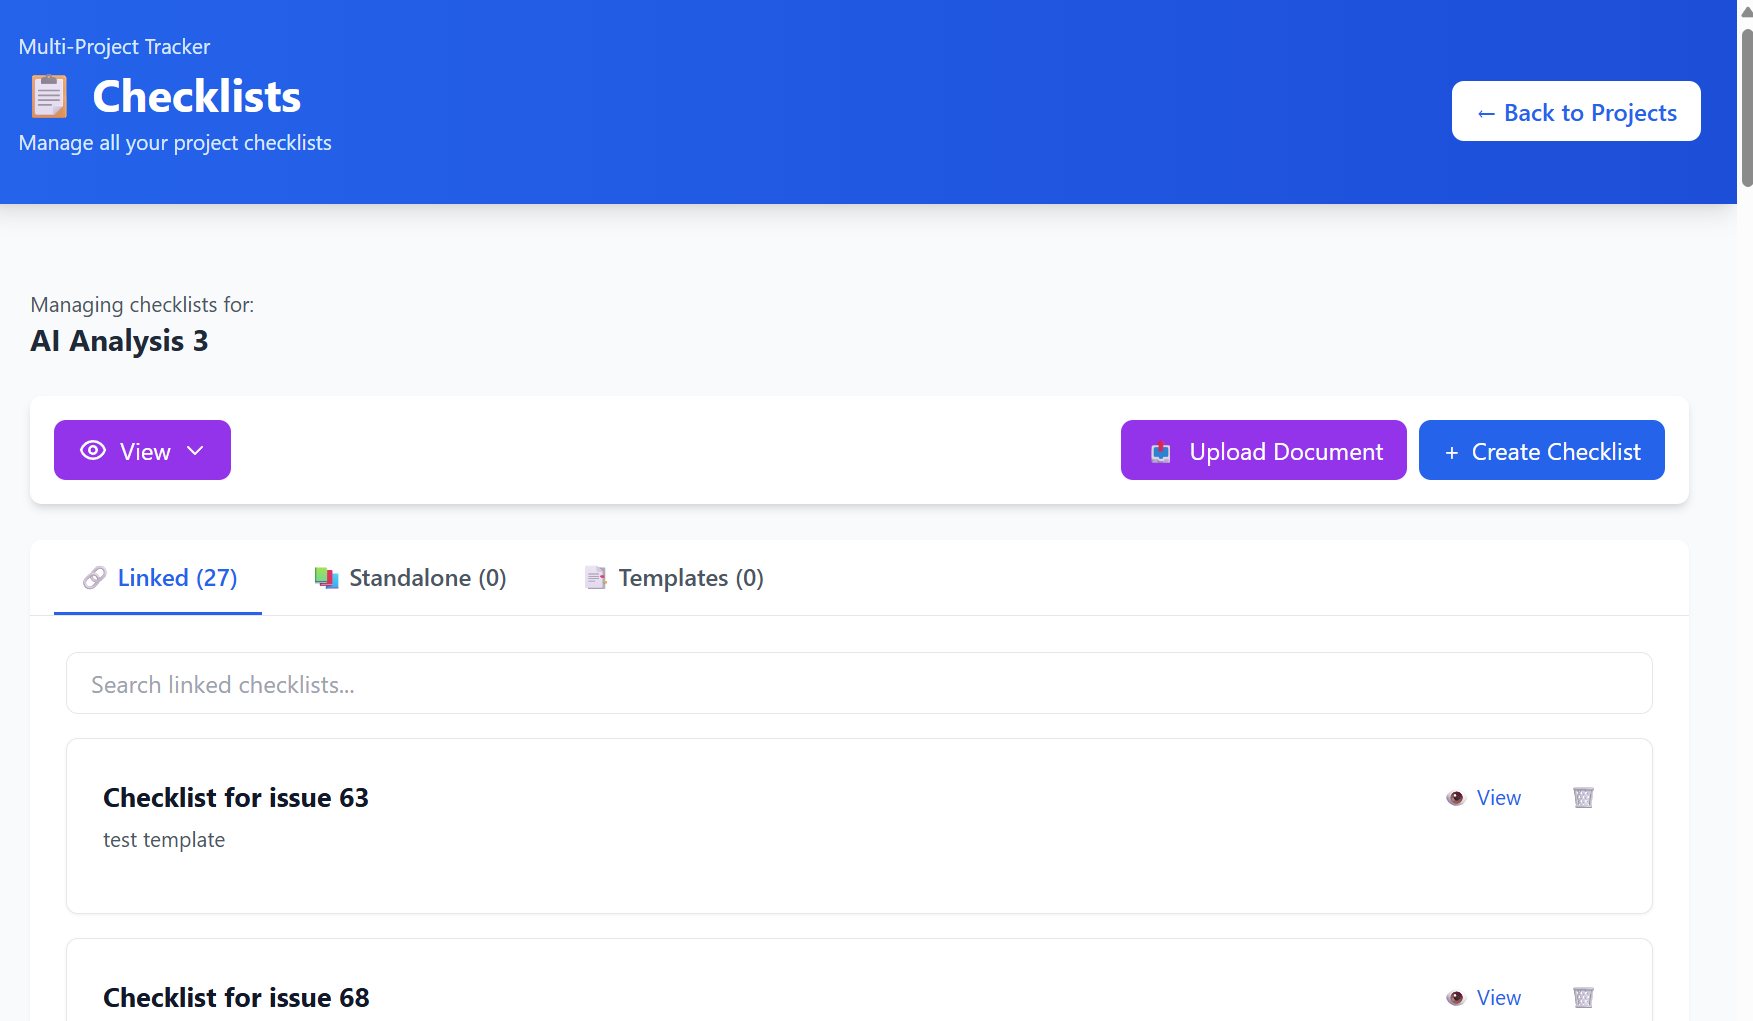 Multi-Project Tracker
Checklists
Manage all your project checklists
← Back to Projects
Managing checklists for:
AI Analysis 3
View
Upload Document
+ Create Checklist
Linked (27)
Standalone (0)
Templates (0)
Search linked checklists...
Checklist for issue 63
View
test template
Checklist for issue 68
View